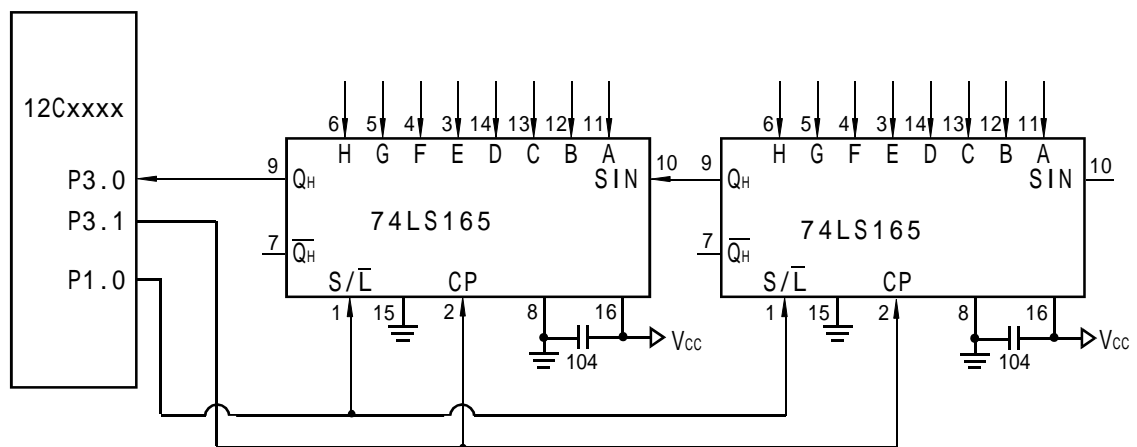 12Cxxxx
P3.0
P3.1
P1.0
6 5 4 3 14 13 12 11
H G F E D C B A
9 QH SIN 10
74LS165
7 Q̅H̅
S/L̅ CP
1 15 2 8 16
104
VCC
6 5 4 3 14 13 12 11
H G F E D C B A
9 QH SIN 10
74LS165
7 Q̅H̅
S/L̅ CP
1 15 2 8 16
104
VCC